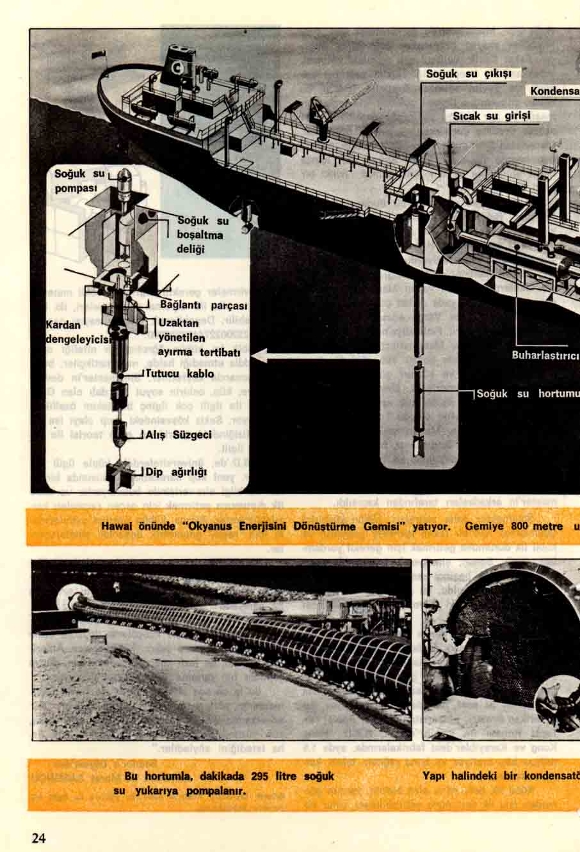 Soğuk su çıkışı
Kondensa
Sıcak su girişi
Soğuk su
pompası
Soğuk su
boşaltma
deliği
Bağlantı parçası
Kardan
dengeleyicisi
Uzaktan
yönetilen
ayırma tertibatı
Tutucu kablo
Alış Süzgeci
Dip ağırlığı
Buharlaştırıcı
Soğuk su hortumu
Hawai önünde “Okyanus Enerjisini Dönüştürme Gemisi” yatıyor. Gemiye 800 metre u
Bu hortumla, dakikada 295 litre soğuk
su yukarıya pompalanır.
Yapı halindeki bir kondensatö
24